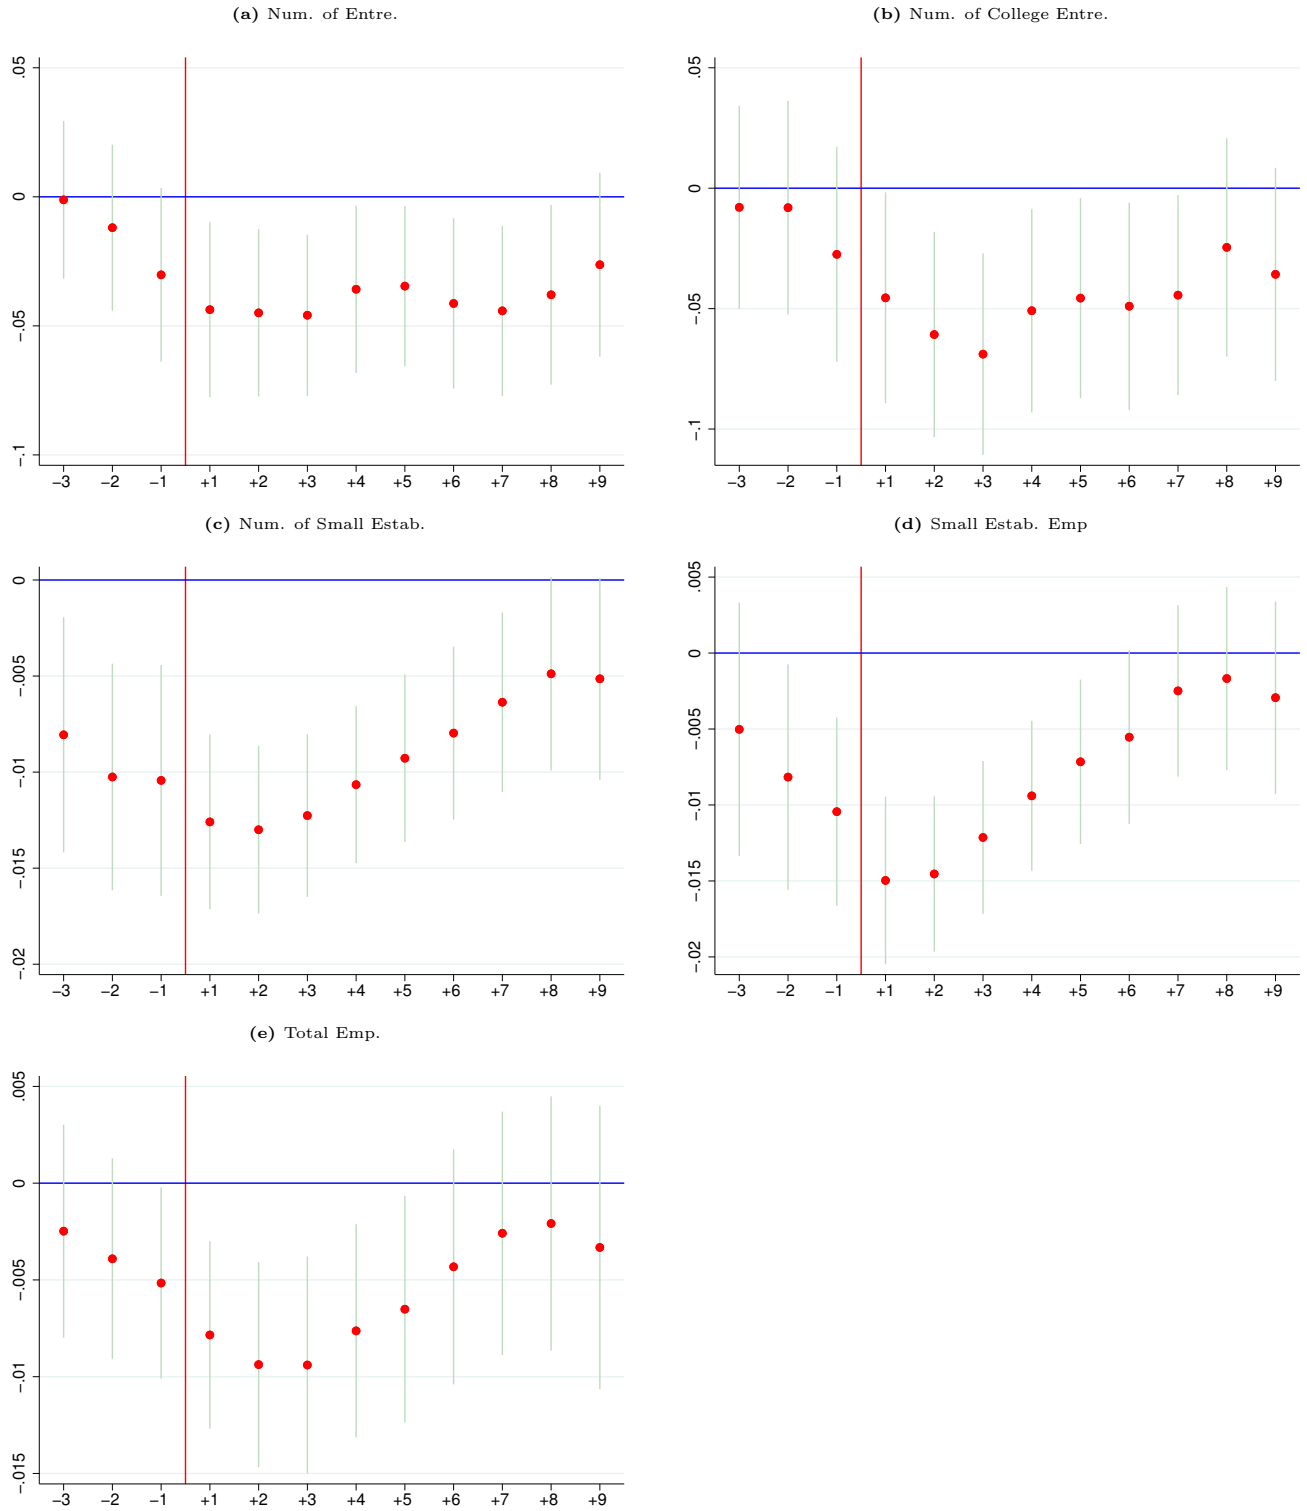 (a) Num. of Entre.
.05
0
-.05
-.1
−3 −2 −1 +1 +2 +3 +4 +5 +6 +7 +8 +9
(b) Num. of College Entre.
.05
0
-.05
-.1
−3 −2 −1 +1 +2 +3 +4 +5 +6 +7 +8 +9
(c) Num. of Small Estab.
0
-.005
-.01
-.015
-.02
−3 −2 −1 +1 +2 +3 +4 +5 +6 +7 +8 +9
(d) Small Estab. Emp
.005
0
-.005
-.01
-.015
-.02
−3 −2 −1 +1 +2 +3 +4 +5 +6 +7 +8 +9
(e) Total Emp.
.005
0
-.005
-.01
-.015
−3 −2 −1 +1 +2 +3 +4 +5 +6 +7 +8 +9